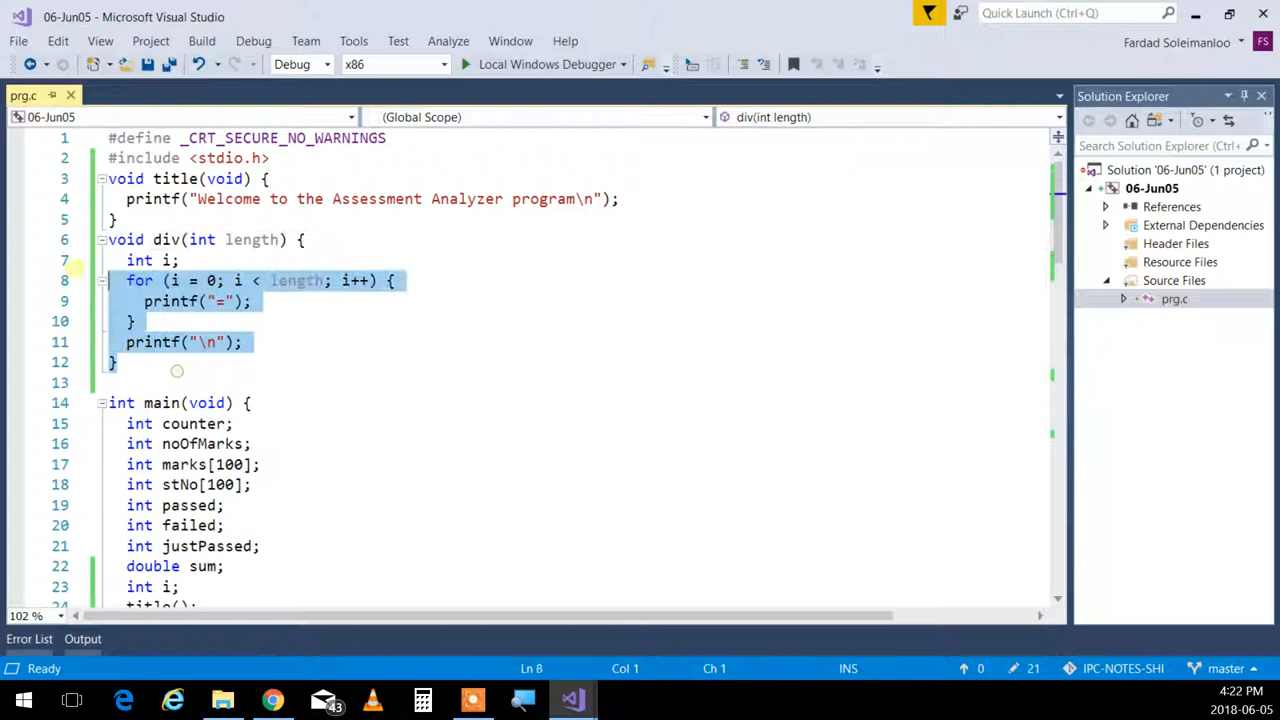 06-Jun05 - Microsoft Visual Studio
Quick Launch (Ctrl+Q)
File Edit View Project Build Debug Team Tools Test Analyze Window Help
Fardad Soleimanloo FS
Debug x86 Local Windows Debugger
prg.c
06-Jun05 (Global Scope) div(int length)
1 #define _CRT_SECURE_NO_WARNINGS
2 #include <stdio.h>
3 void title(void) {
4 printf("Welcome to the Assessment Analyzer program\n");
5 }
6 void div(int length) {
7 int i;
8 for (i = 0; i < length; i++) {
9 printf("=");
10 }
11 printf("\n");
12 }
13
14 int main(void) {
15 int counter;
16 int noOfMarks;
17 int marks[100];
18 int stNo[100];
19 int passed;
20 int failed;
21 int justPassed;
22 double sum;
23 int i;
24 title();
102 %
Solution Explorer
Search Solution Explorer (Ctrl+
Solution '06-Jun05' (1 project)
06-Jun05
References
External Dependencies
Header Files
Resource Files
Source Files
prg.c
Error List Output
Ready Ln 8 Col 1 Ch 1 INS 0 21 IPC-NOTES-SHI master
43
4:22 PM
2018-06-05